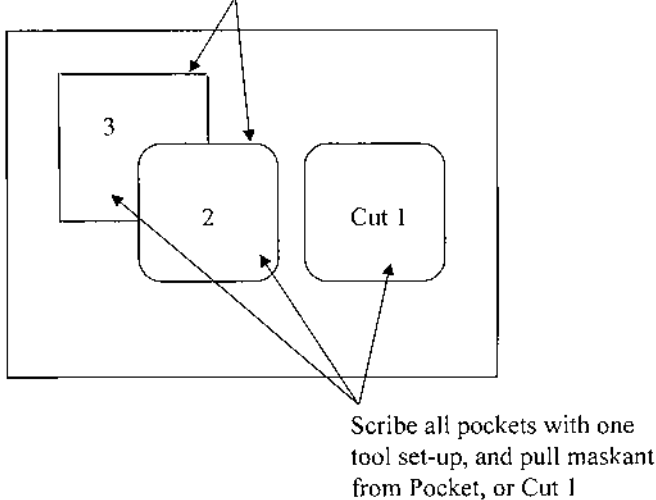 3
2
Cut 1
Scribe all pockets with one
tool set-up, and pull maskant
from Pocket, or Cut 1